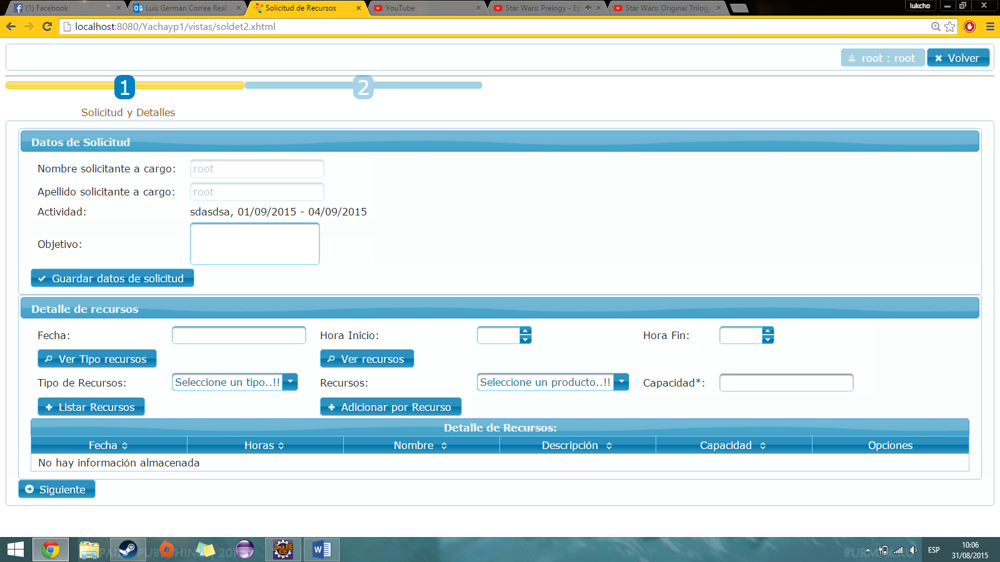 (1) Facebook
Luis German Correa Real
Solicitud de Recursos
YouTube
Star Wars: Prelogy - Ep
Star Wars: Original Trilogy
lukcho
localhost:8080/Yachayp1/vistas/soldet2.xhtml
root : root
Volver
1
2
Solicitud y Detalles
Datos de Solicitud
Nombre solicitante a cargo: root
Apellido solicitante a cargo: root
Actividad: sdasdsa, 01/09/2015 - 04/09/2015
Objetivo:
Guardar datos de solicitud
Detalle de recursos
Fecha: Hora Inicio: Hora Fin:
Ver Tipo recursos Ver recursos
Tipo de Recursos: Seleccione un tipo..!! Recursos: Seleccione un producto..!! Capacidad*:
Listar Recursos Adicionar por Recurso
Detalle de Recursos:
Fecha Horas Nombre Descripción Capacidad Opciones
No hay información almacenada
Siguiente
Java EE
IDE
ESP
10:06
31/08/2015